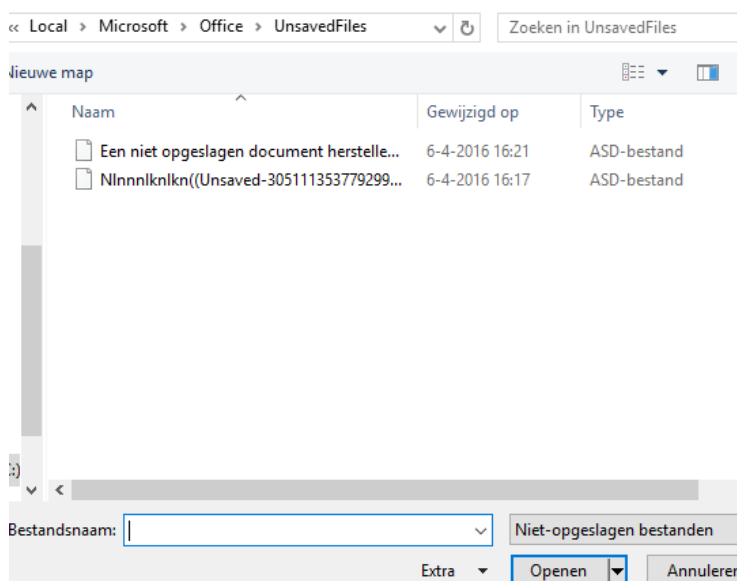 « Local > Microsoft > Office > UnsavedFiles Zoeken in UnsavedFiles
Nieuwe map
Naam Gewijzigd op Type
Een niet opgeslagen document herstelle... 6-4-2016 16:21 ASD-bestand
NInnnlknlkn((Unsaved-305111353779299... 6-4-2016 16:17 ASD-bestand
:)
Bestandsnaam: Niet-opgeslagen bestanden
Extra Openen Annuleren